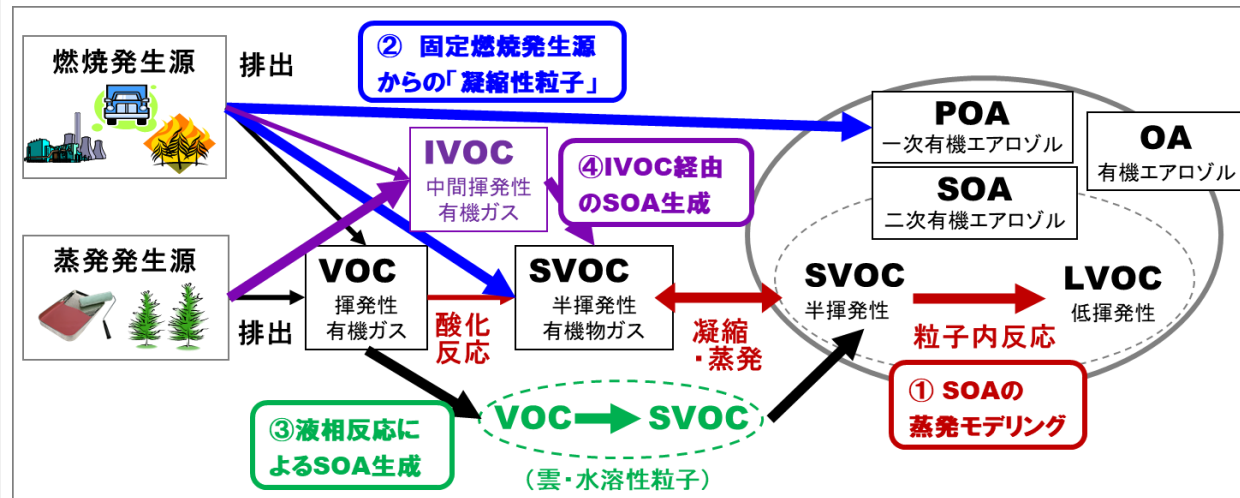 燃焼発生源
排出
② 固定燃焼発生源
からの「凝縮性粒子」
POA
一次有機エアロゾル
OA
有機エアロゾル
IVOC
中間揮発性
有機ガス
④IVOC経由
のSOA生成
SOA
二次有機エアロゾル
蒸発発生源
排出
VOC
揮発性
有機ガス
酸化
反応
SVOC
半揮発性
有機物ガス
凝縮
・蒸発
SVOC
半揮発性
粒子内反応
LVOC
低揮発性
① SOAの
蒸発モデリング
③液相反応に
よるSOA生成
VOC
SVOC
（雲・水溶性粒子）